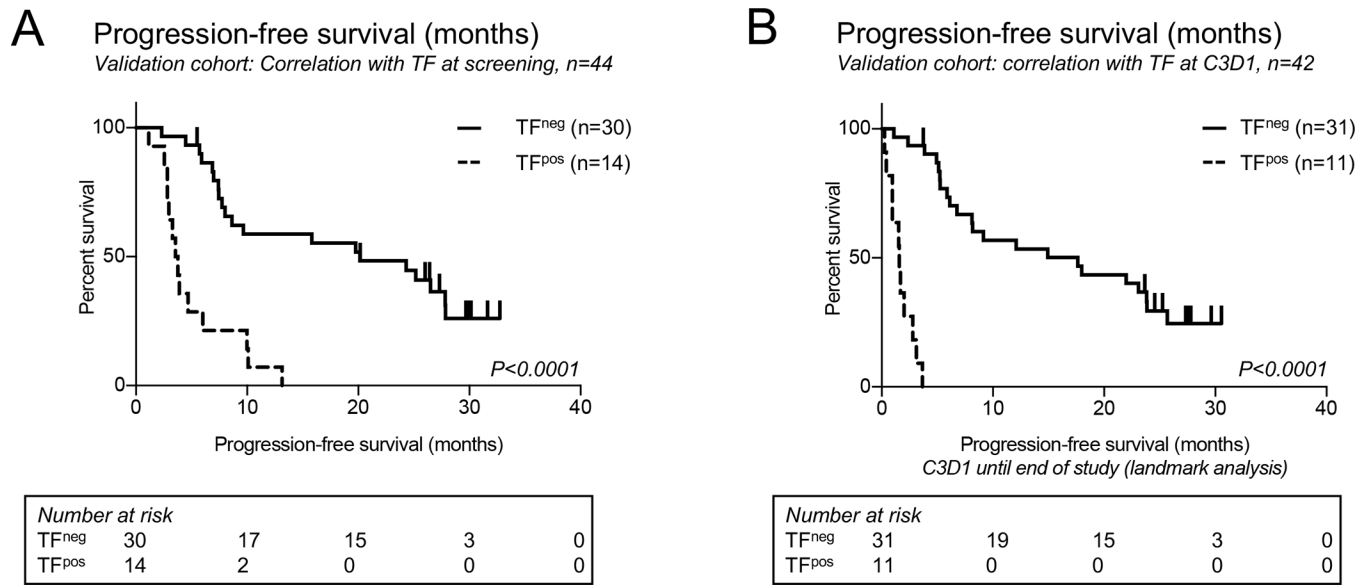 A
Progression-free survival (months)
Validation cohort: Correlation with TF at screening, n=44
Percent survival
100
50
0
TFneg (n=30)
TFpos (n=14)
P<0.0001
0 10 20 30 40
Progression-free survival (months)
Number at risk
TFneg 30 17 15 3 0
TFpos 14 2 0 0 0
B
Progression-free survival (months)
Validation cohort: correlation with TF at C3D1, n=42
Percent survival
100
50
0
TFneg (n=31)
TFpos (n=11)
P<0.0001
0 10 20 30 40
Progression-free survival (months)
C3D1 until end of study (landmark analysis)
Number at risk
TFneg 31 19 15 3 0
TFpos 11 0 0 0 0